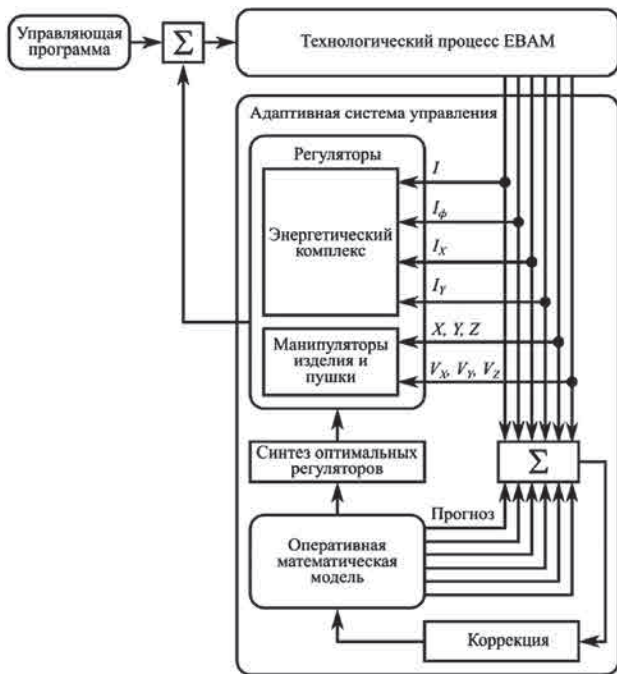 Управляющая
программа
Σ
Технологический процесс EBAM
Адаптивная система управления
Регуляторы
Энергетический
комплекс
I
I_ф
I_X
I_Y
Манипуляторы
изделия и
пушки
X, Y, Z
V_X, V_Y, V_Z
Синтез оптимальных
регуляторов
Σ
Прогноз
Оперативная
математическая
модель
Коррекция